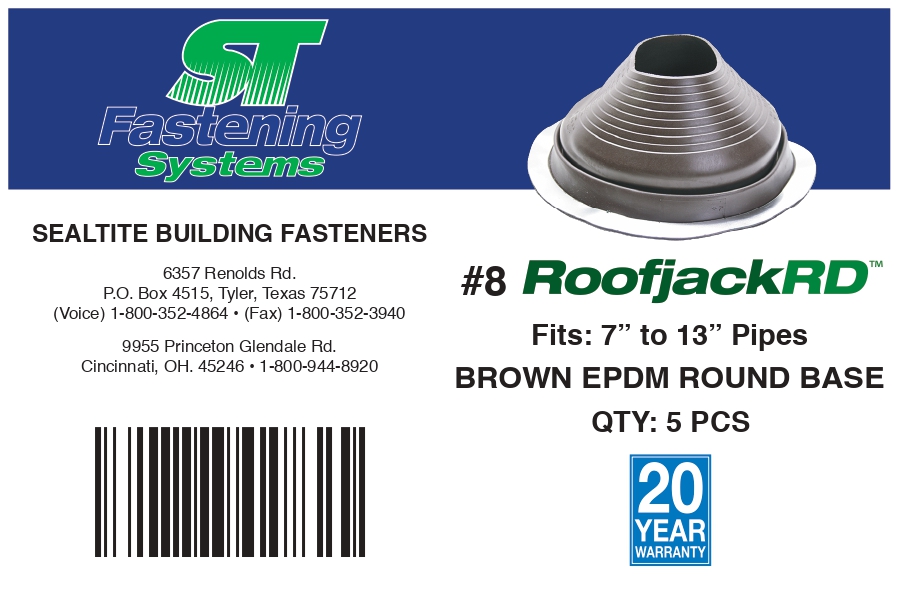 ST
Fastening
Systems
SEALTITE BUILDING FASTENERS
6357 Renolds Rd.
P.O. Box 4515, Tyler, Texas 75712
(Voice) 1-800-352-4864 • (Fax) 1-800-352-3940
9955 Princeton Glendale Rd.
Cincinnati, OH. 45246 • 1-800-944-8920
#8 RoofjackRD™
Fits: 7” to 13” Pipes
BROWN EPDM ROUND BASE
QTY: 5 PCS
20
YEAR
WARRANTY